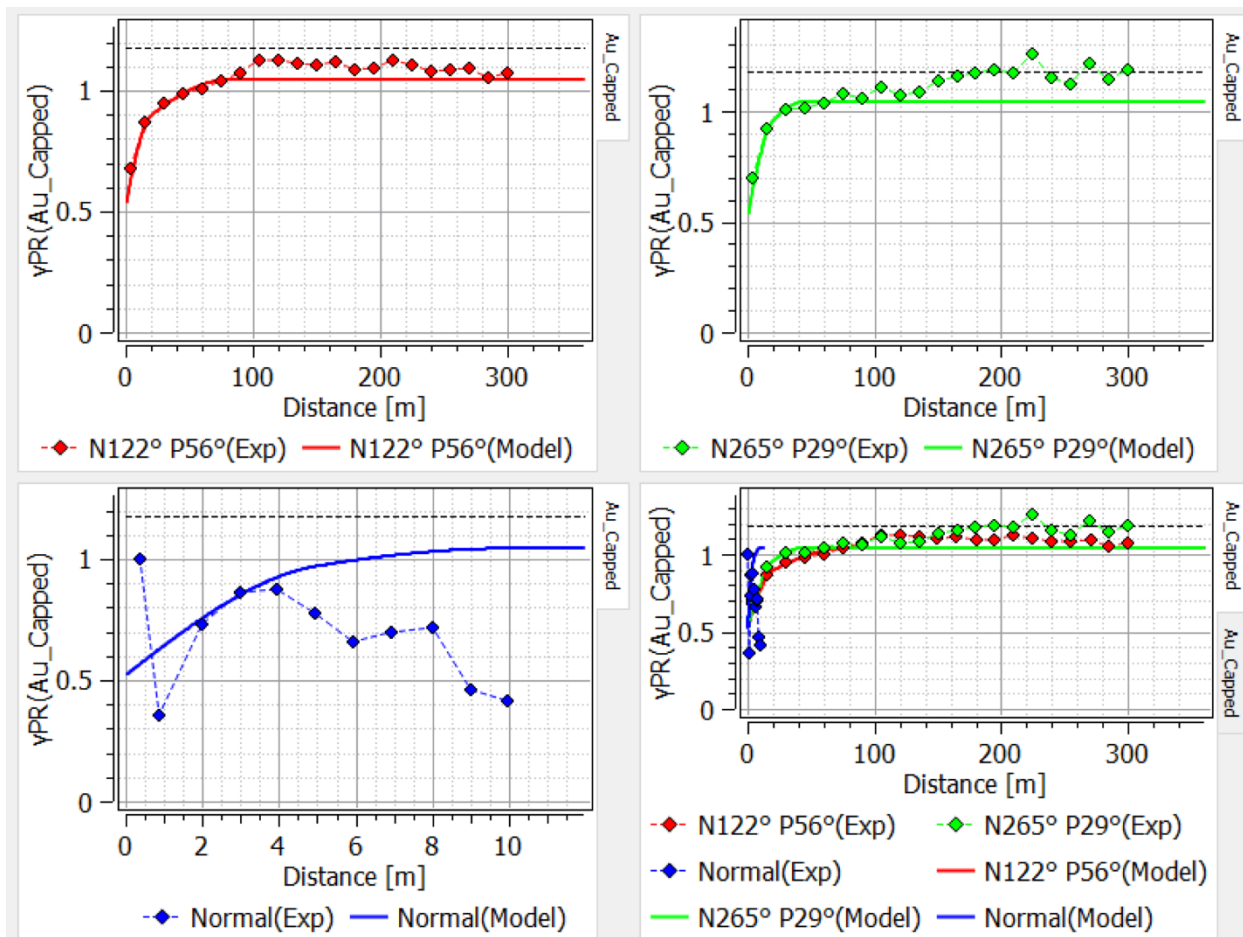 1
0.5
0
γPR(Au_Capped)
Au_Capped
0 100 200 300
Distance [m]
N122° P56°(Exp) N122° P56°(Model)
1
0.5
0
γPR(Au_Capped)
Au_Capped
0 100 200 300
Distance [m]
N265° P29°(Exp) N265° P29°(Model)
1
0.5
0
γPR(Au_Capped)
Au_Capped
0 2 4 6 8 10
Distance [m]
Normal(Exp) Normal(Model)
1
0.5
0
γPR(Au_Capped)
Au_Capped
Au_Capped
0 100 200 300
Distance [m]
N122° P56°(Exp) N265° P29°(Exp)
Normal(Exp) N122° P56°(Model)
N265° P29°(Model) Normal(Model)